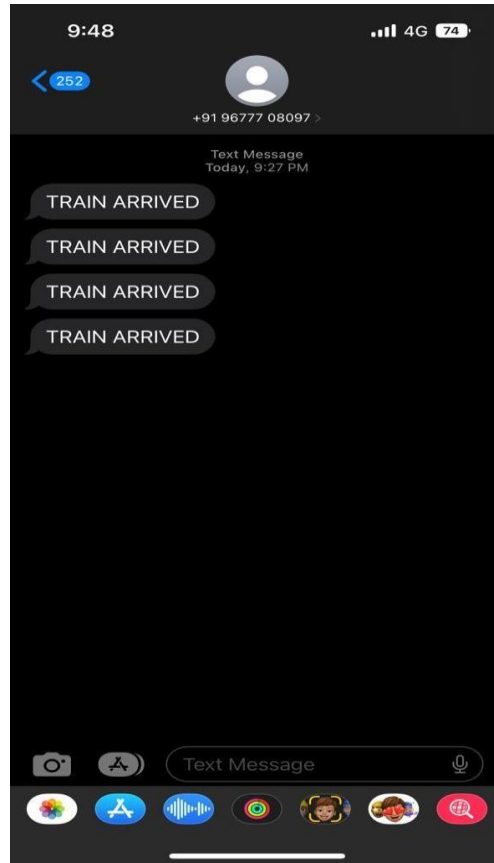 9:48
4G 74
252
+91 96777 08097 >
Text Message
Today, 9:27 PM
TRAIN ARRIVED
TRAIN ARRIVED
TRAIN ARRIVED
TRAIN ARRIVED
Text Message